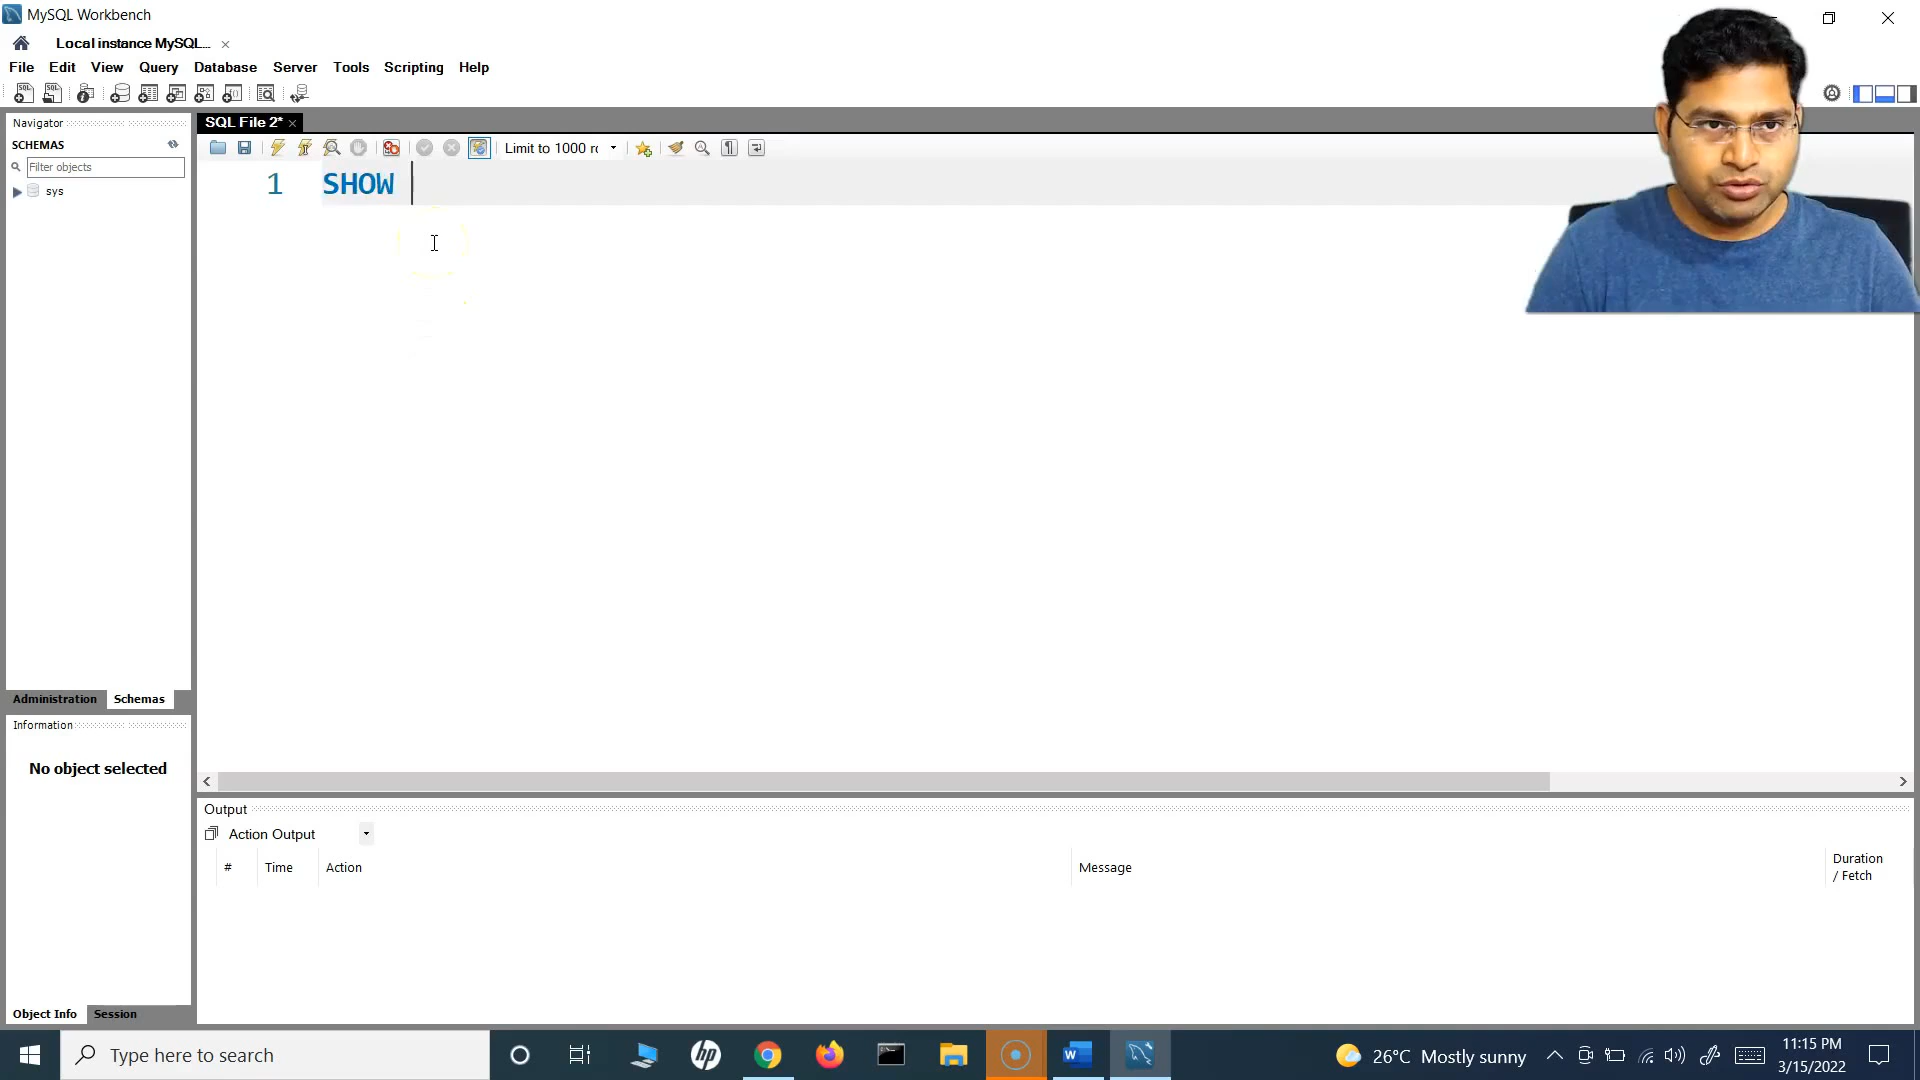 MySQL Workbench
Local instance MySQL...
File Edit View Query Database Server Tools Scripting Help
Navigator
SCHEMAS
Filter objects
sys
SQL File 2*
Limit to 1000 rc
1 SHOW
Administration Schemas
Information
No object selected
Object Info Session
Output
Action Output
# Time Action Message Duration / Fetch
Type here to search
26°C Mostly sunny
11:15 PM
3/15/2022